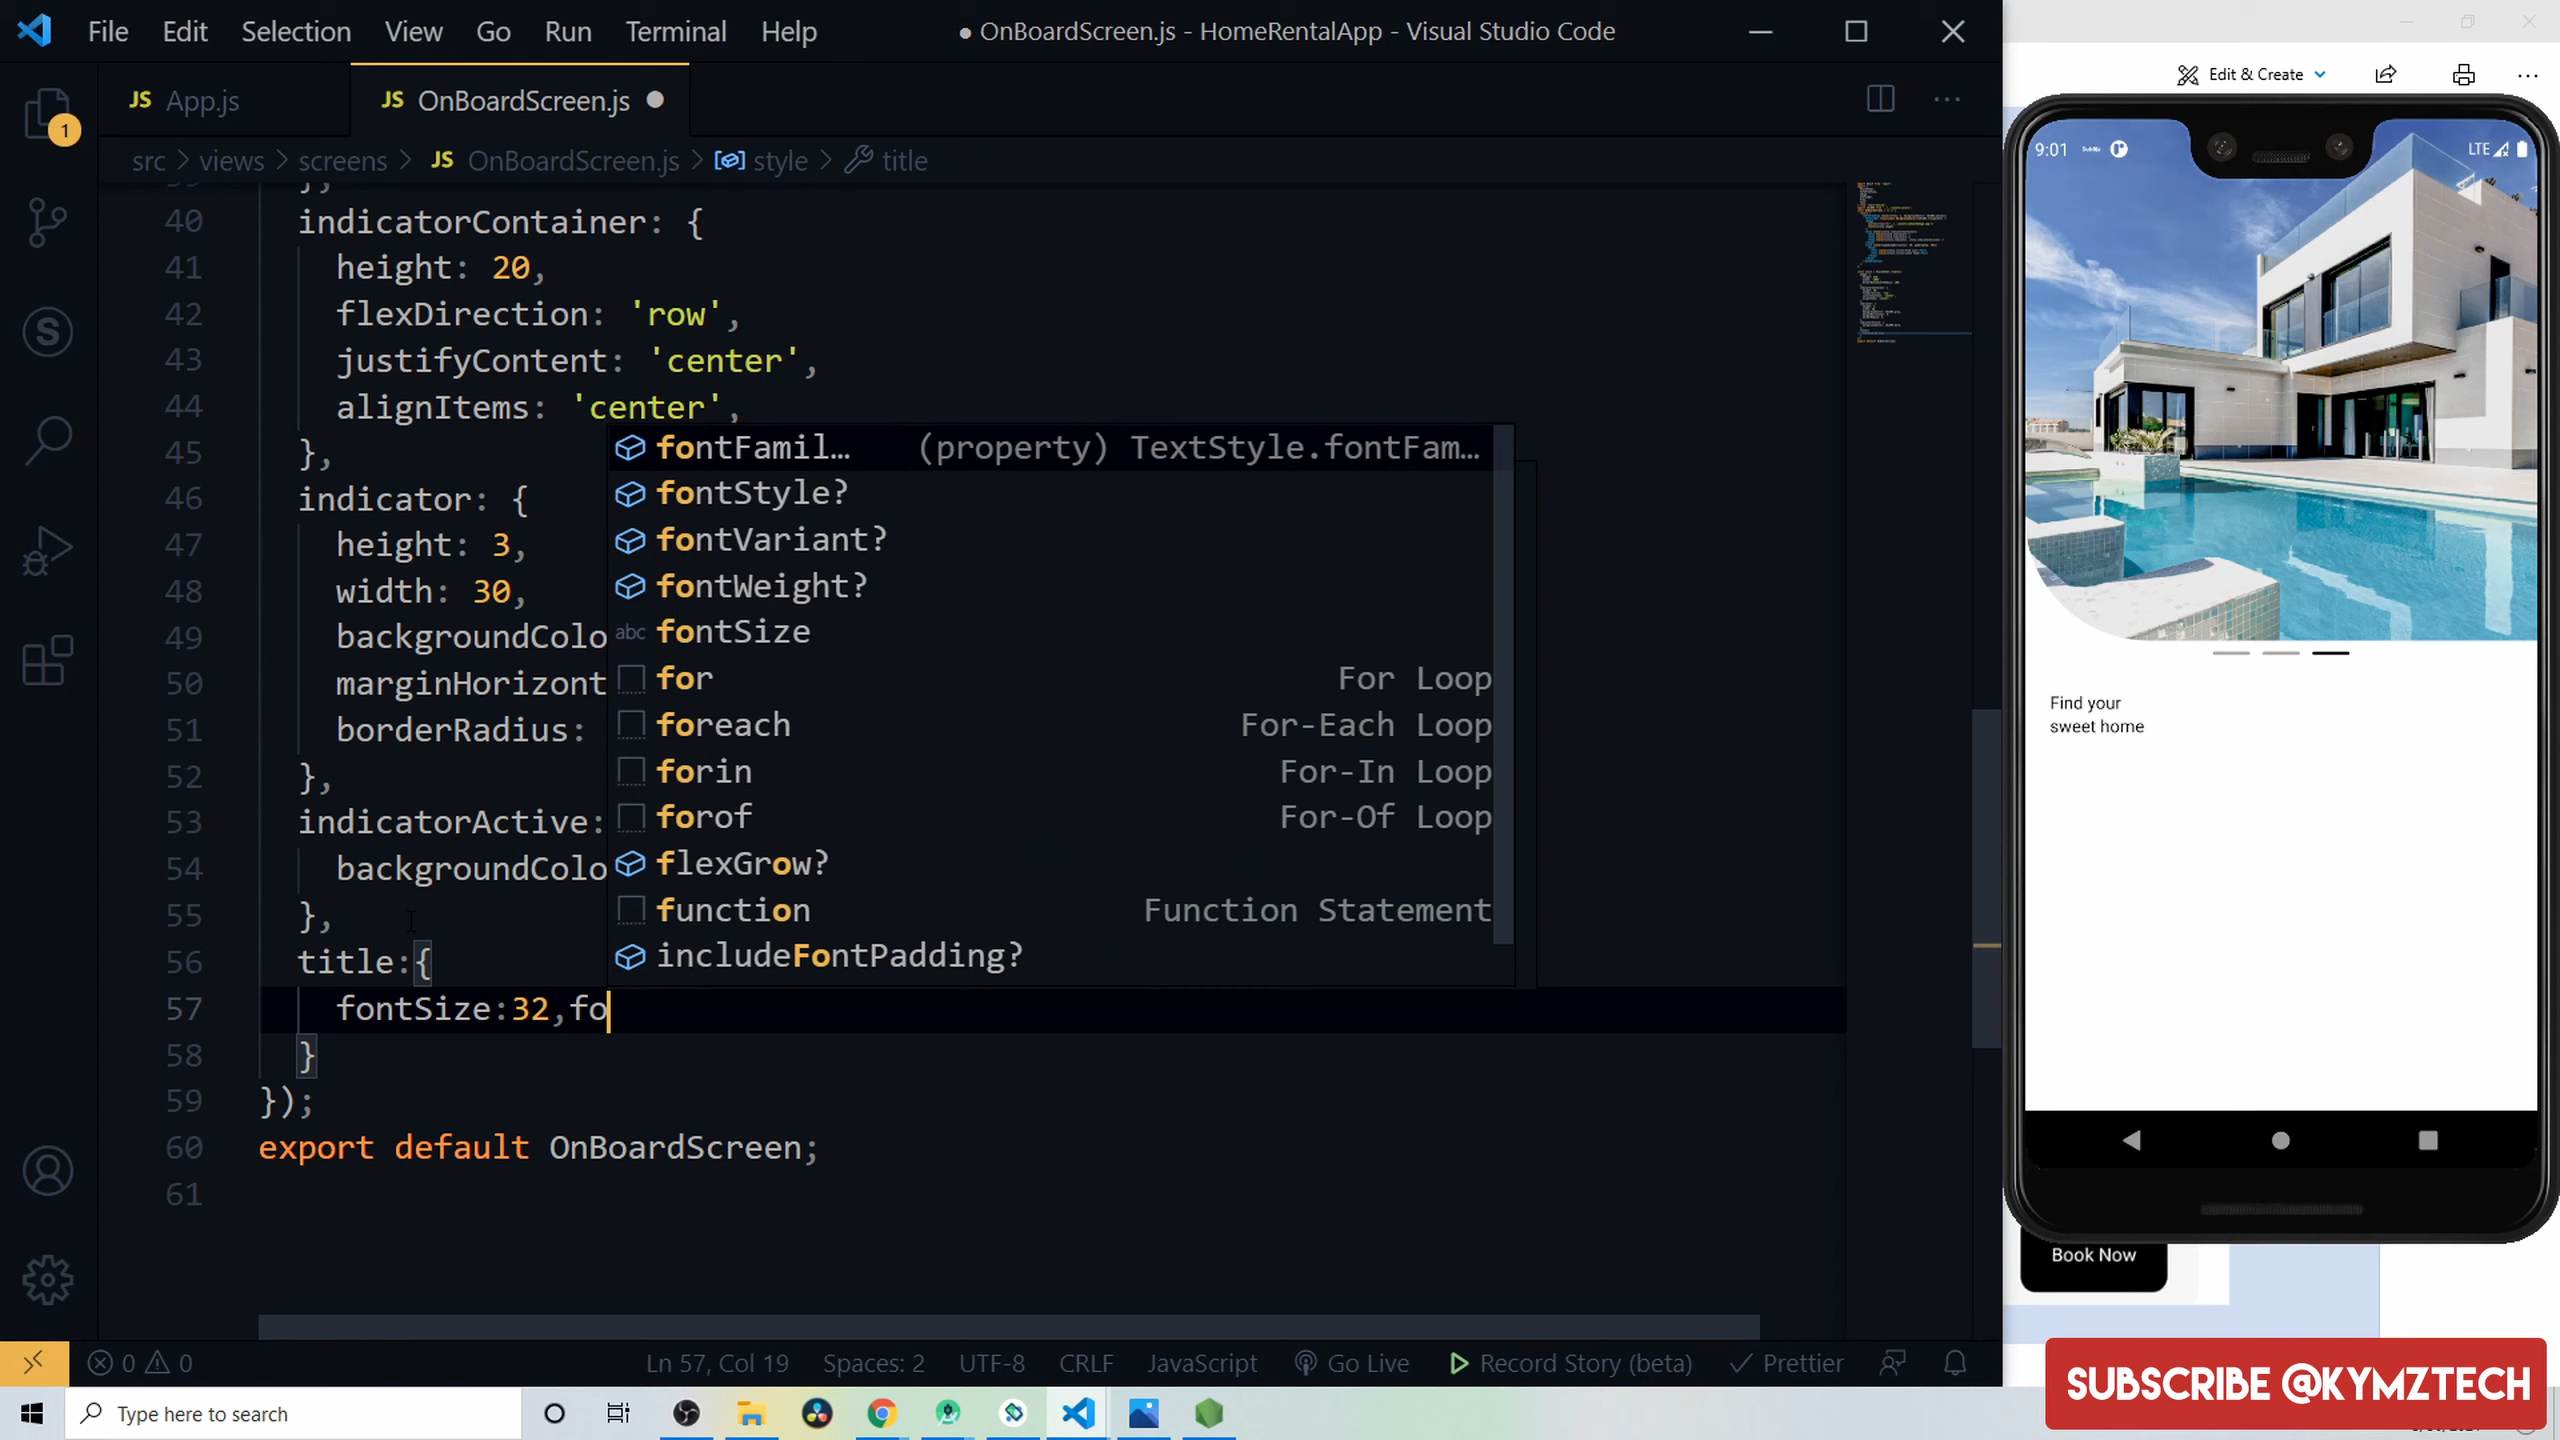 File Edit Selection View Go Run Terminal Help ● OnBoardScreen.js - HomeRentalApp - Visual Studio Code
JS App.js JS OnBoardScreen.js ●
src > views > screens > JS OnBoardScreen.js > style > title
1
40 indicatorContainer: {
41 height: 20,
42 flexDirection: 'row',
43 justifyContent: 'center',
44 alignItems: 'center',
45 },
46 indicator: {
47 height: 3,
48 width: 30,
49 backgroundColo
50 marginHorizont
51 borderRadius:
52 },
53 indicatorActive:
54 backgroundColo
55 },
56 title:{
57 fontSize:32,fo
58 }
59 });
60 export default OnBoardScreen;
61
fontFamil… (property) TextStyle.fontFam…
fontStyle?
fontVariant?
fontWeight?
abc fontSize
for For Loop
foreach For-Each Loop
forin For-In Loop
forof For-Of Loop
flexGrow?
function Function Statement
includeFontPadding?
0 0 Ln 57, Col 19 Spaces: 2 UTF-8 CRLF JavaScript Go Live Record Story (beta) Prettier
Type here to search
Edit & Create
9:01 LTE
Find your
sweet home
Book Now
SUBSCRIBE @KYMZTECH